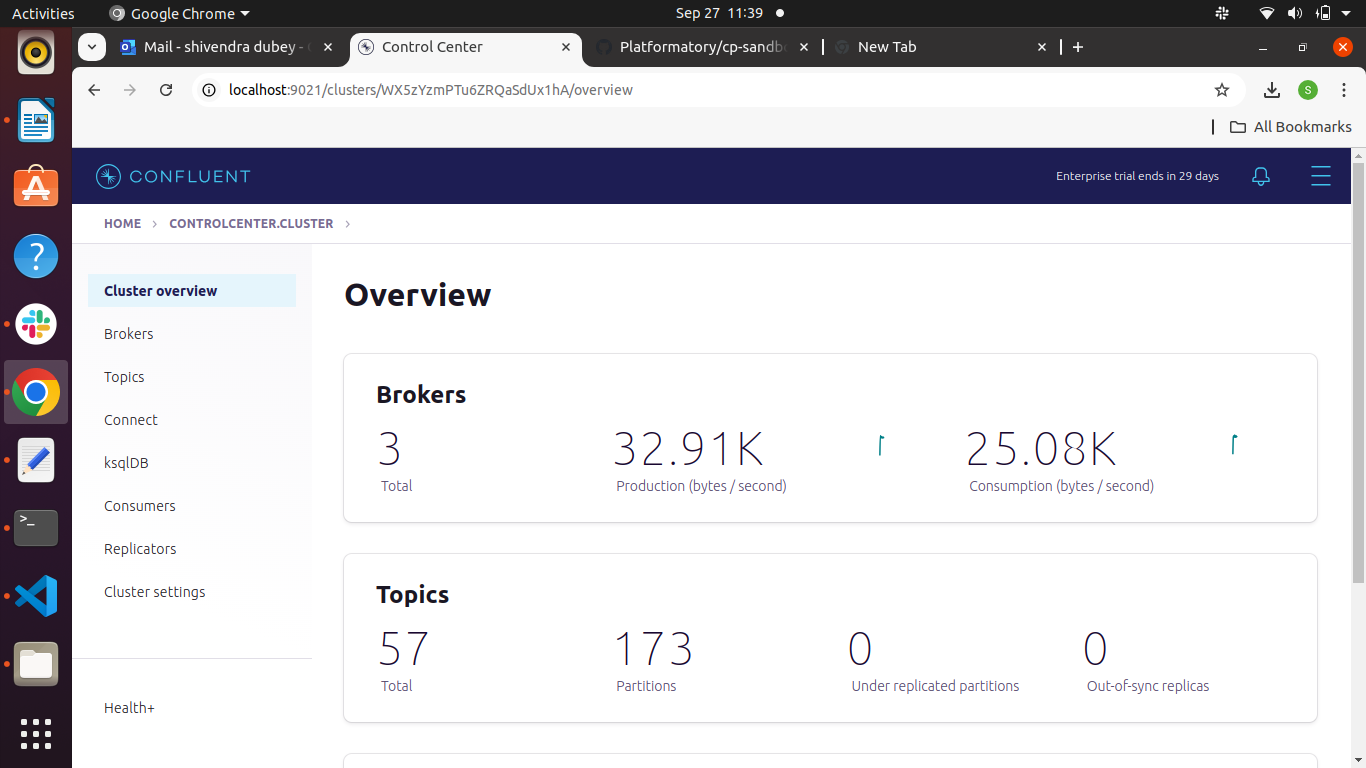 Activities
Google Chrome
Sep 27 11:39
Mail - shivendra dubey -
Control Center
Platformatory/cp-sandb
New Tab
localhost:9021/clusters/WX5zYzmPTu6ZRQaSdUx1hA/overview
S
All Bookmarks
CONFLUENT
Enterprise trial ends in 29 days
HOME
CONTROLCENTER.CLUSTER
Cluster overview
Brokers
Topics
Connect
ksqlDB
Consumers
Replicators
Cluster settings
Health+
Overview
Brokers
3
Total
32.91K
Production (bytes / second)
25.08K
Consumption (bytes / second)
Topics
57
Total
173
Partitions
0
Under replicated partitions
0
Out-of-sync replicas